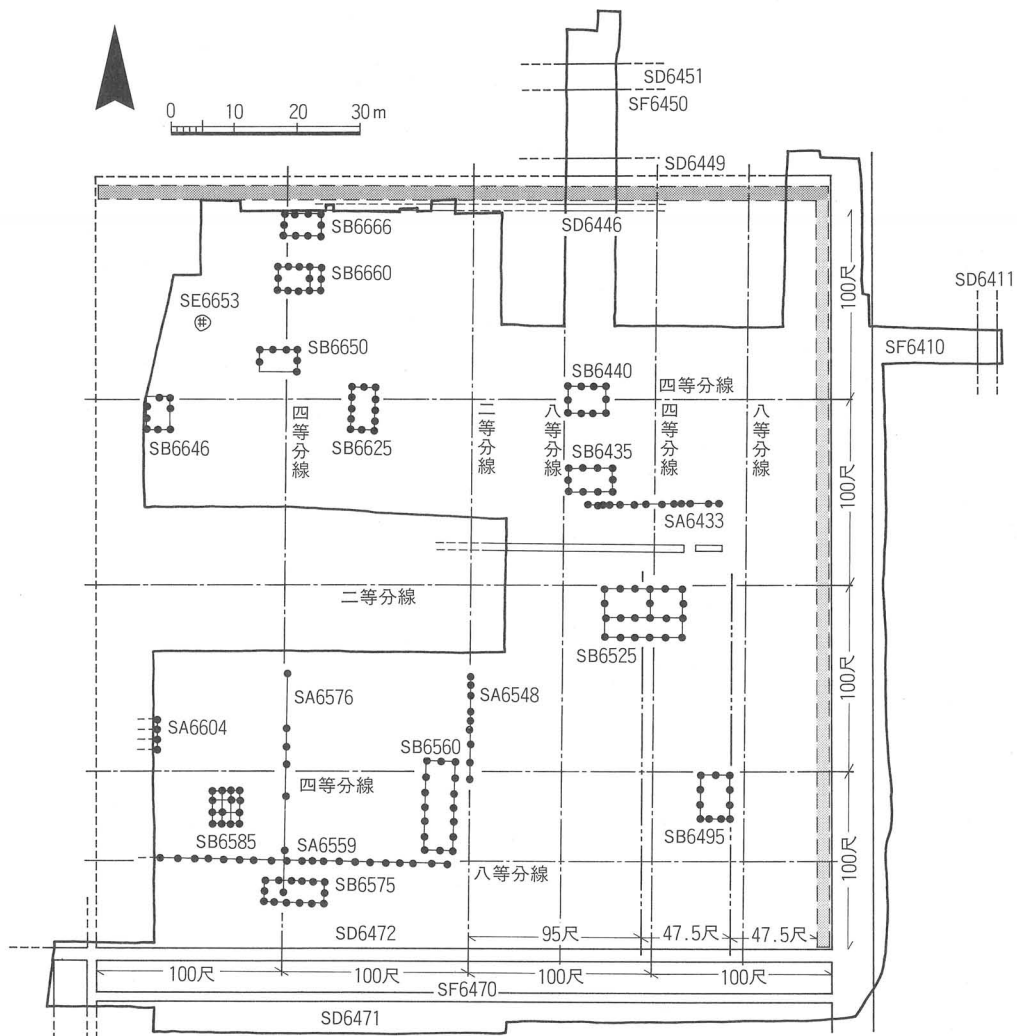 SD6451
SF6450
0 10 20 30m
SD6449
SB6666
SD6446
SB6660
100尺
SD6411
SE6653
井
SF6410
SB6650
SB6440
四等分線
四等分線
二等分線
八等分線
四等分線
八等分線
SB6646
SB6625
SB6435
100尺
SA6433
二等分線
SB6525
SA6576
SA6548
100尺
SA6604
SB6560
四等分線
SB6585
SA6559
SB6495
八等分線
SB6575
100尺
SD6472
95尺 47.5尺 47.5尺
100尺 100尺 100尺 100尺
SF6470
SD6471